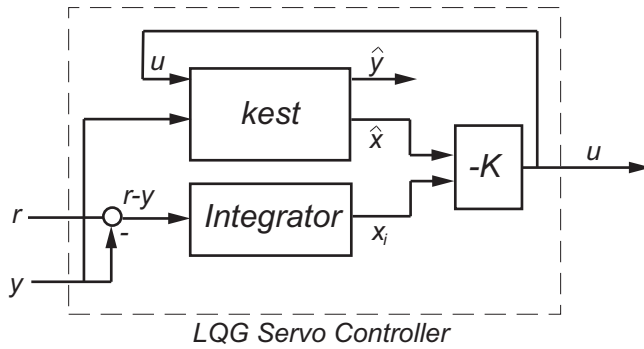 u
ŷ
kest
x̂
-K
u
r
r-y
-
Integrator
xᵢ
y
LQG Servo Controller